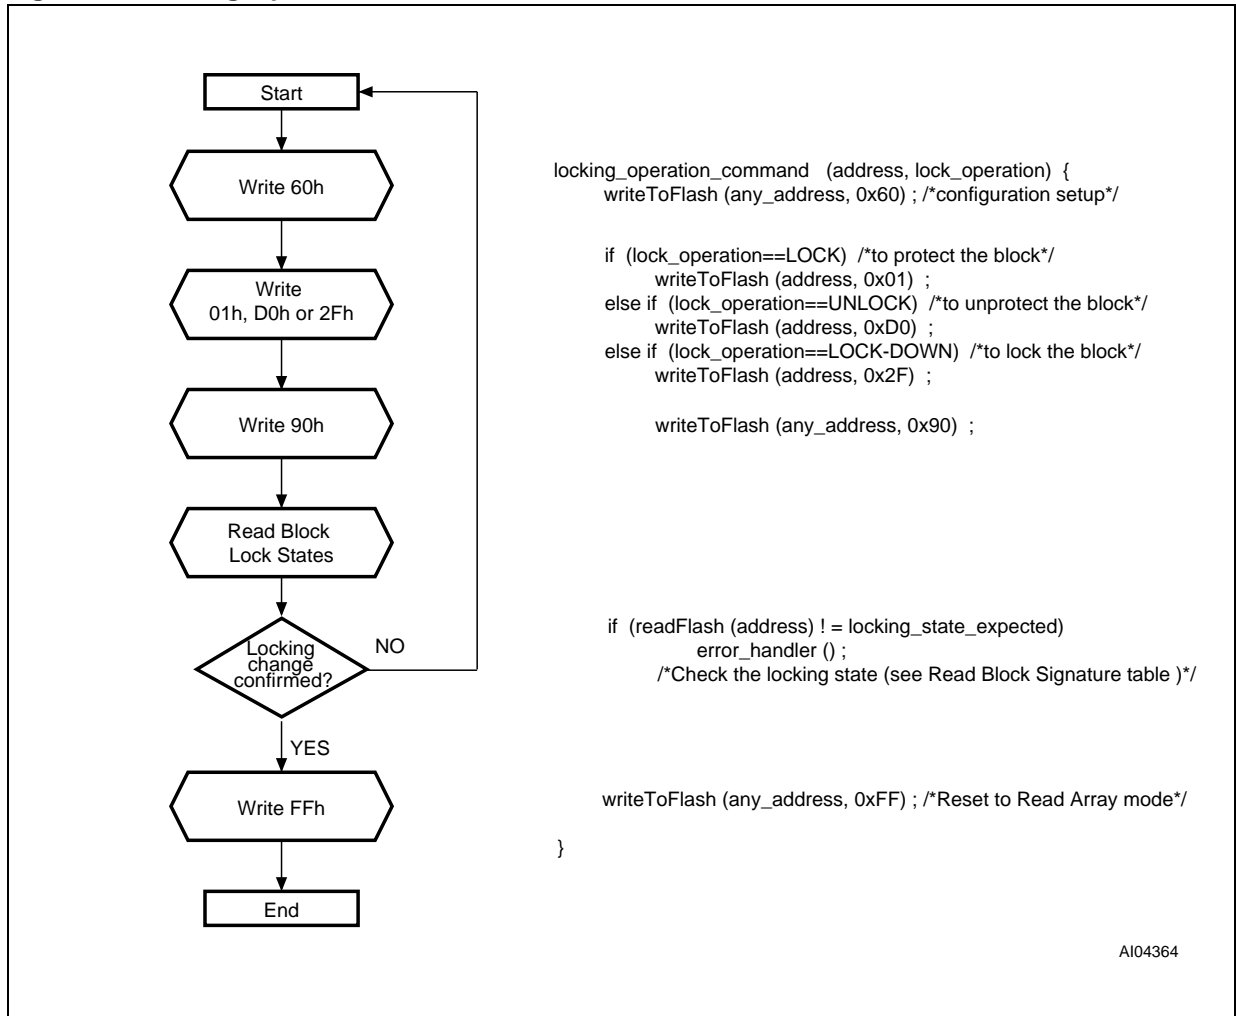 Start
Write 60h
Write
01h, D0h or 2Fh
Write 90h
Read Block
Lock States
Locking
change
confirmed?
NO
YES
Write FFh
End
locking_operation_command (address, lock_operation) {
writeToFlash (any_address, 0x60) ; /*configuration setup*/
if (lock_operation==LOCK) /*to protect the block*/
writeToFlash (address, 0x01) ;
else if (lock_operation==UNLOCK) /*to unprotect the block*/
writeToFlash (address, 0xD0) ;
else if (lock_operation==LOCK-DOWN) /*to lock the block*/
writeToFlash (address, 0x2F) ;
writeToFlash (any_address, 0x90) ;
if (readFlash (address) ! = locking_state_expected)
error_handler () ;
/*Check the locking state (see Read Block Signature table )*/
writeToFlash (any_address, 0xFF) ; /*Reset to Read Array mode*/
}
AI04364